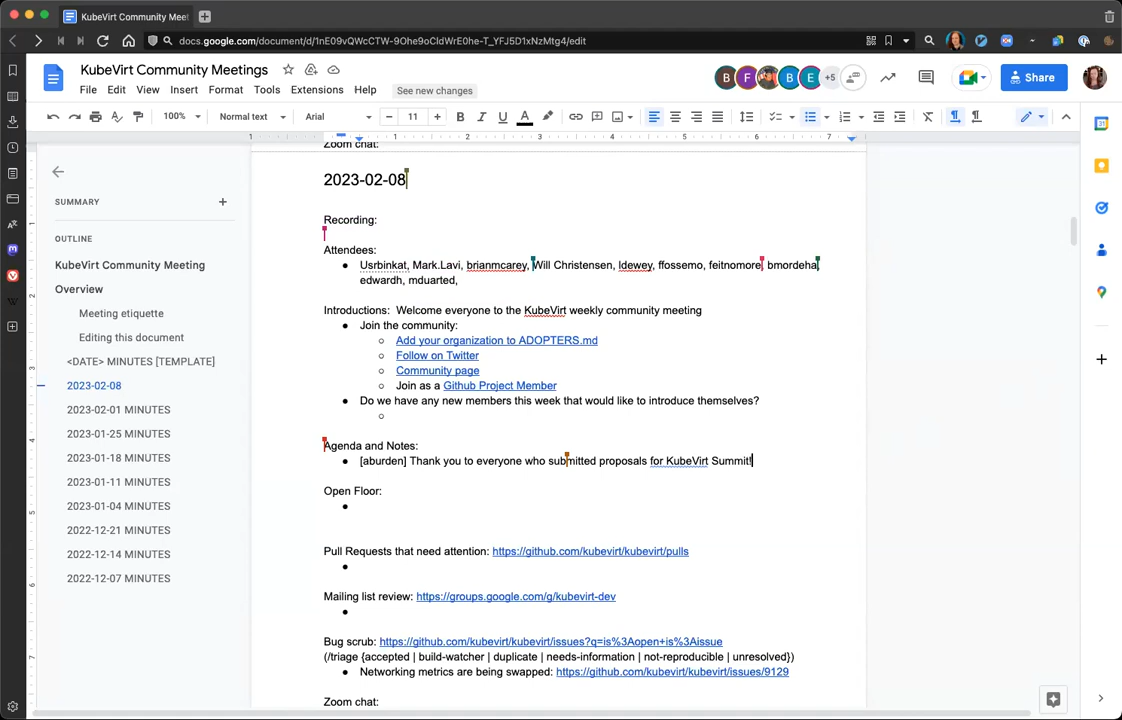 KubeVirt Community Meet
docs.google.com/document/d/1nE09vQWcCTW-9Ohe9oCIdWrE0he-T_YFJ5D1xNzMtg4/edit
KubeVirt Community Meetings
File Edit View Insert Format Tools Extensions Help See new changes
B F B E +5 Share
100% Normal text Arial 11 B I U A
1 1 2 3 4 5 6 7
Zoom chat:
2023-02-08
SUMMARY
Recording:
OUTLINE
Attendees:
KubeVirt Community Meeting
Usrbinkat, Mark.Lavi, brianmcarey, Will Christensen, ldewey, ffossemo, feitnomore, bmordeha,
edwardh, mduarted,
Overview
Meeting etiquette
Introductions: Welcome everyone to the KubeVirt weekly community meeting
Join the community:
Editing this document
Add your organization to ADOPTERS.md
Follow on Twitter
<DATE> MINUTES [TEMPLATE]
Community page
2023-02-08
Join as a Github Project Member
Do we have any new members this week that would like to introduce themselves?
2023-02-01 MINUTES
2023-01-25 MINUTES
Agenda and Notes:
2023-01-18 MINUTES
[aburden] Thank you to everyone who submitted proposals for KubeVirt Summit!
2023-01-11 MINUTES
Open Floor:
2023-01-04 MINUTES
2022-12-21 MINUTES
Pull Requests that need attention: https://github.com/kubevirt/kubevirt/pulls
2022-12-14 MINUTES
2022-12-07 MINUTES
Mailing list review: https://groups.google.com/g/kubevirt-dev
Bug scrub: https://github.com/kubevirt/kubevirt/issues?q=is%3Aopen+is%3Aissue
(/triage {accepted | build-watcher | duplicate | needs-information | not-reproducible | unresolved})
Networking metrics are being swapped: https://github.com/kubevirt/kubevirt/issues/9129
Zoom chat: